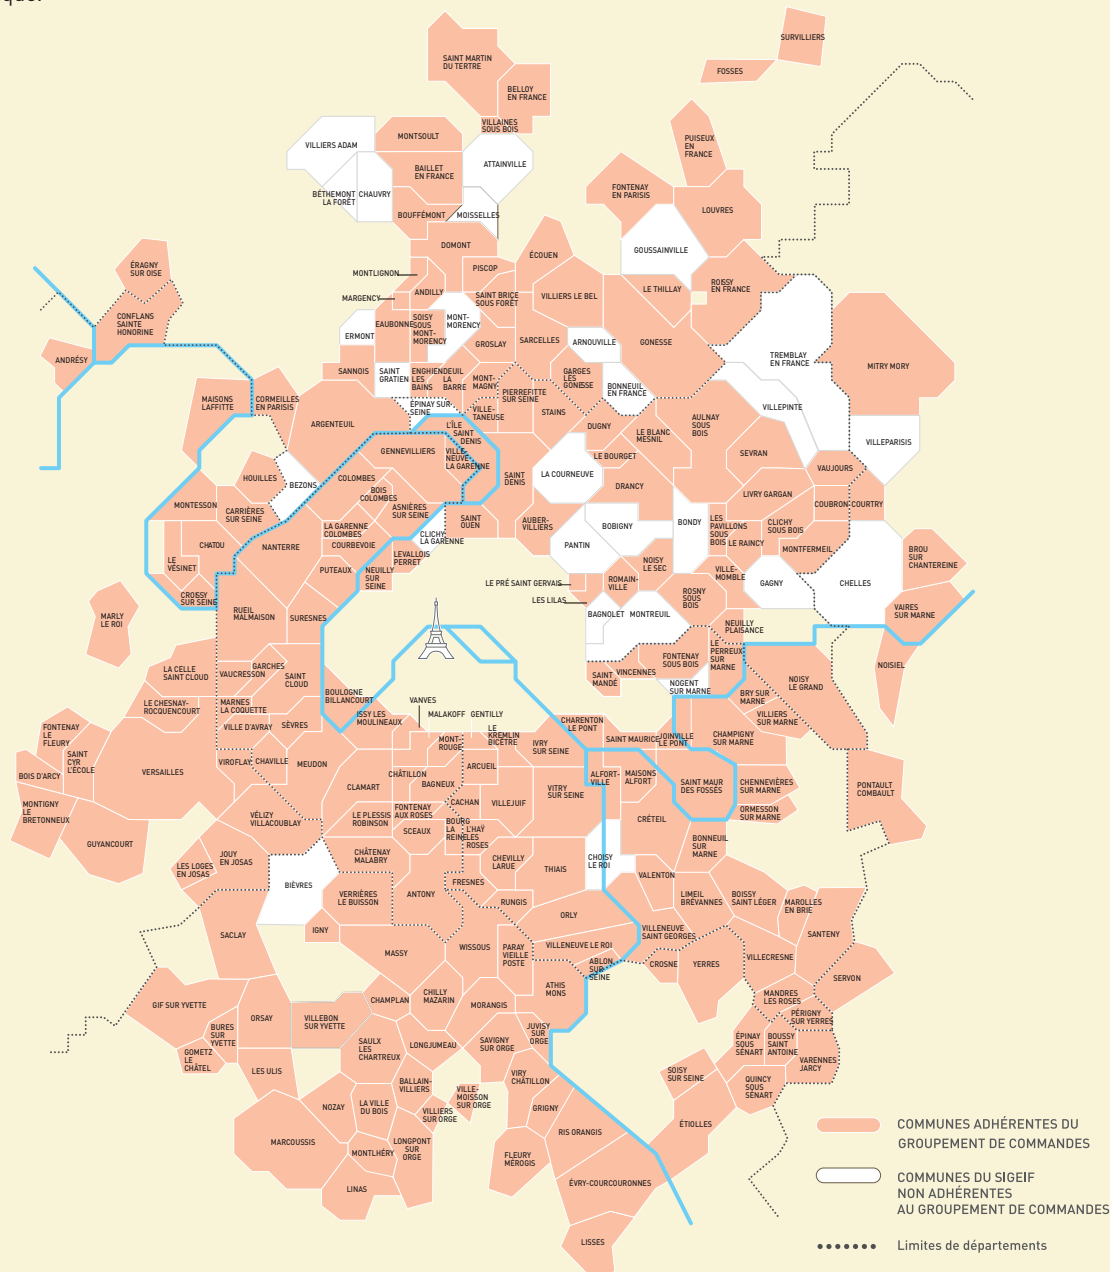 que.
SURVILLIERS
SAINT MARTIN
DU TERTRE
FOSSES
BELLOY
EN FRANCE
VILLAINES
SOUS BOIS
MONTSOULT
VILLIERS ADAM
PUISEUX
EN
FRANCE
ATTAINVILLE
BAILLET
EN FRANCE
BÉTHEMONT
LA FORÊT
CHAUVRY
FONTENAY
EN PARISIS
LOUVRES
BOUFFÉMONT
MOISSELLES
DOMONT
GOUSSAINVILLE
ÉCOUEN
ÉRAGNY
SUR OISE
MONTLIGNON
PISCOP
ANDILLY
MARGENCY
SAINT BRICE
SOUS FORÊT
VILLIERS LE BEL
LE THILLAY
ROISSY
EN FRANCE
CONFLANS
SAINTE
HONORINE
EAUBONNE
SOISY
SOUS
MONT-
MORENCY
MONT-
MORENCY
ERMONT
GROSLAY
SARCELLES
ARNOUVILLE
GONESSE
ANDRÉSY
TREMBLAY
EN FRANCE
MITRY MORY
SANNOIS
SAINT
GRATIEN
ENGHIEN
LES
BAINS
DEUIL
LA
BARRE
MONT-
MAGNY
PIERREFITTE
SUR SEINE
GARGES
LES
GONESSE
BONNEUIL
EN FRANCE
MAISONS
LAFFITTE
CORMEILLES
EN PARISIS
ÉPINAY SUR
SEINE
VILLE-
TANEUSE
STAINS
VILLEPINTE
ARGENTEUIL
L'ÎLE
SAINT
DENIS
DUGNY
LE BLANC
MESNIL
AULNAY
SOUS
BOIS
VILLEPARISIS
GENNEVILLIERS
VILLE-
NEUVE
LA GARENNE
LE BOURGET
SEVRAN
VAUJOURS
HOUILLES
BEZONS
COLOMBES
SAINT
DENIS
LA COURNEUVE
DRANCY
BOIS
COLOMBES
LIVRY GARGAN
COUBRON
COURTRY
MONTESSON
CARRIÈRES
SUR SEINE
ASNIÈRES
SUR SEINE
SAINT
OUEN
AUBER-
VILLIERS
BOBIGNY
BONDY
LES
PAVILLONS
SOUS
BOIS
CLICHY
SOUS BOIS
LA GARENNE
COLOMBES
CLICHY
LA GARENNE
CHATOU
NANTERRE
COURBEVOIE
PANTIN
LE RAINCY
MONTFERMEIL
BROU
SUR
CHANTEREINE
LE
VÉSINET
LEVALLOIS
PERRET
NOISY
LE SEC
PUTEAUX
NEUILLY
SUR
SEINE
VILLE-
MOMBLE
GAGNY
CHELLES
LE PRÉ SAINT GERVAIS
ROMAIN-
VILLE
CROISSY
SUR SEINE
LES LILAS
ROSNY
SOUS
BOIS
RUEIL
MALMAISON
SURESNES
BAGNOLET
MONTREUIL
VAIRES
SUR MARNE
MARLY
LE ROI
NEUILLY
PLAISANCE
LE
PERREUX
SUR
MARNE
FONTENAY
SOUS BOIS
NOISIEL
LA CELLE
SAINT CLOUD
VAUCRESSON
GARCHES
SAINT
CLOUD
SAINT
MANDÉ
VINCENNES
NOGENT
SUR MARNE
NOISY
LE GRAND
BOULOGNE
BILLANCOURT
BRY SUR
MARNE
LE CHESNAY-
ROCQUENCOURT
MARNES
LA COQUETTE
VANVES
ISSY LES
MOULINEAUX
MALAKOFF
GENTILLY
VILLIERS
SUR MARNE
FONTENAY
LE
FLEURY
VILLE D'AVRAY
SÈVRES
LE
KREMLIN
BICÊTRE
CHARENTON
LE PONT
SAINT MAURICE
JOINVILLE
LE PONT
CHAMPIGNY
SUR MARNE
MONT-
ROUGE
IVRY
SUR SEINE
SAINT
CYR
L'ÉCOLE
VIROFLAY
CHAVILLE
MEUDON
BOIS D'ARCY
VERSAILLES
CHÂTILLON
ARCUEIL
ALFORT-
VILLE
MAISONS
ALFORT
SAINT MAUR
DES FOSSÉS
CHENNEVIÈRES
SUR MARNE
PONTAULT
COMBAULT
CLAMART
BAGNEUX
VITRY
SUR SEINE
MONTIGNY
LE
BRETONNEUX
CACHAN
VILLEJUIF
VÉLIZY
VILLACOUBLAY
LE PLESSIS
ROBINSON
FONTENAY
AUX ROSES
ORMESSON
SUR MARNE
CRÉTEIL
SCEAUX
BOURG
LA
REINE
L'HAŸ
LES
ROSES
GUYANCOURT
BONNEUIL
SUR
MARNE
JOUY
EN JOSAS
CHÂTENAY
MALABRY
CHEVILLY
LARUE
THIAIS
CHOISY
LE ROI
LES LOGES
EN JOSAS
BIÈVRES
VERRIÈRES
LE BUISSON
ANTONY
FRESNES
VALENTON
LIMEIL
BRÉVANNES
BOISSY
SAINT LÉGER
MAROLLES
EN BRIE
RUNGIS
ORLY
IGNY
SACLAY
VILLENEUVE
SAINT GEORGES
SANTENY
MASSY
WISSOUS
PARAY
VIEILLE
POSTE
VILLENEUVE LE ROI
ABLON
SUR
SEINE
CROSNE
YERRES
VILLECRESNE
SERVON
ATHIS
MONS
MANDRES
LES ROSES
GIF SUR YVETTE
CHAMPLAN
CHILLY
MAZARIN
MORANGIS
PÉRIGNY
SUR YERRES
ORSAY
VILLEBON
SUR YVETTE
BURES
SUR
YVETTE
SAULX
LES
CHARTREUX
LONGJUMEAU
SAVIGNY
SUR ORGE
JUVISY
SUR
ORGE
ÉPINAY
SOUS
SÉNART
BOUSSY
SAINT
ANTOINE
GOMETZ
LE
CHÂTEL
VARENNES
JARCY
LES ULIS
VIRY
CHÂTILLON
SOISY
SUR SEINE
BALLAIN-
VILLIERS
VILLE-
MOISSON
SUR ORGE
QUINCY
SOUS
SÉNART
NOZAY
LA VILLE
DU BOIS
VILLIERS
SUR ORGE
GRIGNY
ÉTIOLLES
MARCOUSSIS
RIS ORANGIS
MONTLHÉRY
LONGPONT
SUR
ORGE
FLEURY
MÉROGIS
LINAS
ÉVRY-COURCOURONNES
LISSES
COMMUNES ADHÉRENTES DU
GROUPEMENT DE COMMANDES
COMMUNES DU SIGEIF
NON ADHÉRENTES
AU GROUPEMENT DE COMMANDES
Limites de départements